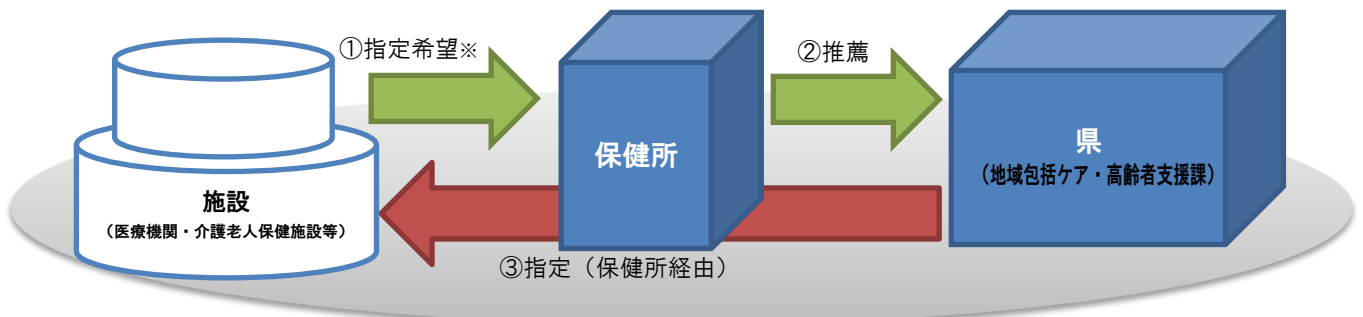 ①指定希望※
②推薦
保健所
県
（地域包括ケア・高齢者支援課）
施設
（医療機関・介護老人保健施設等）
③指定（保健所経由）